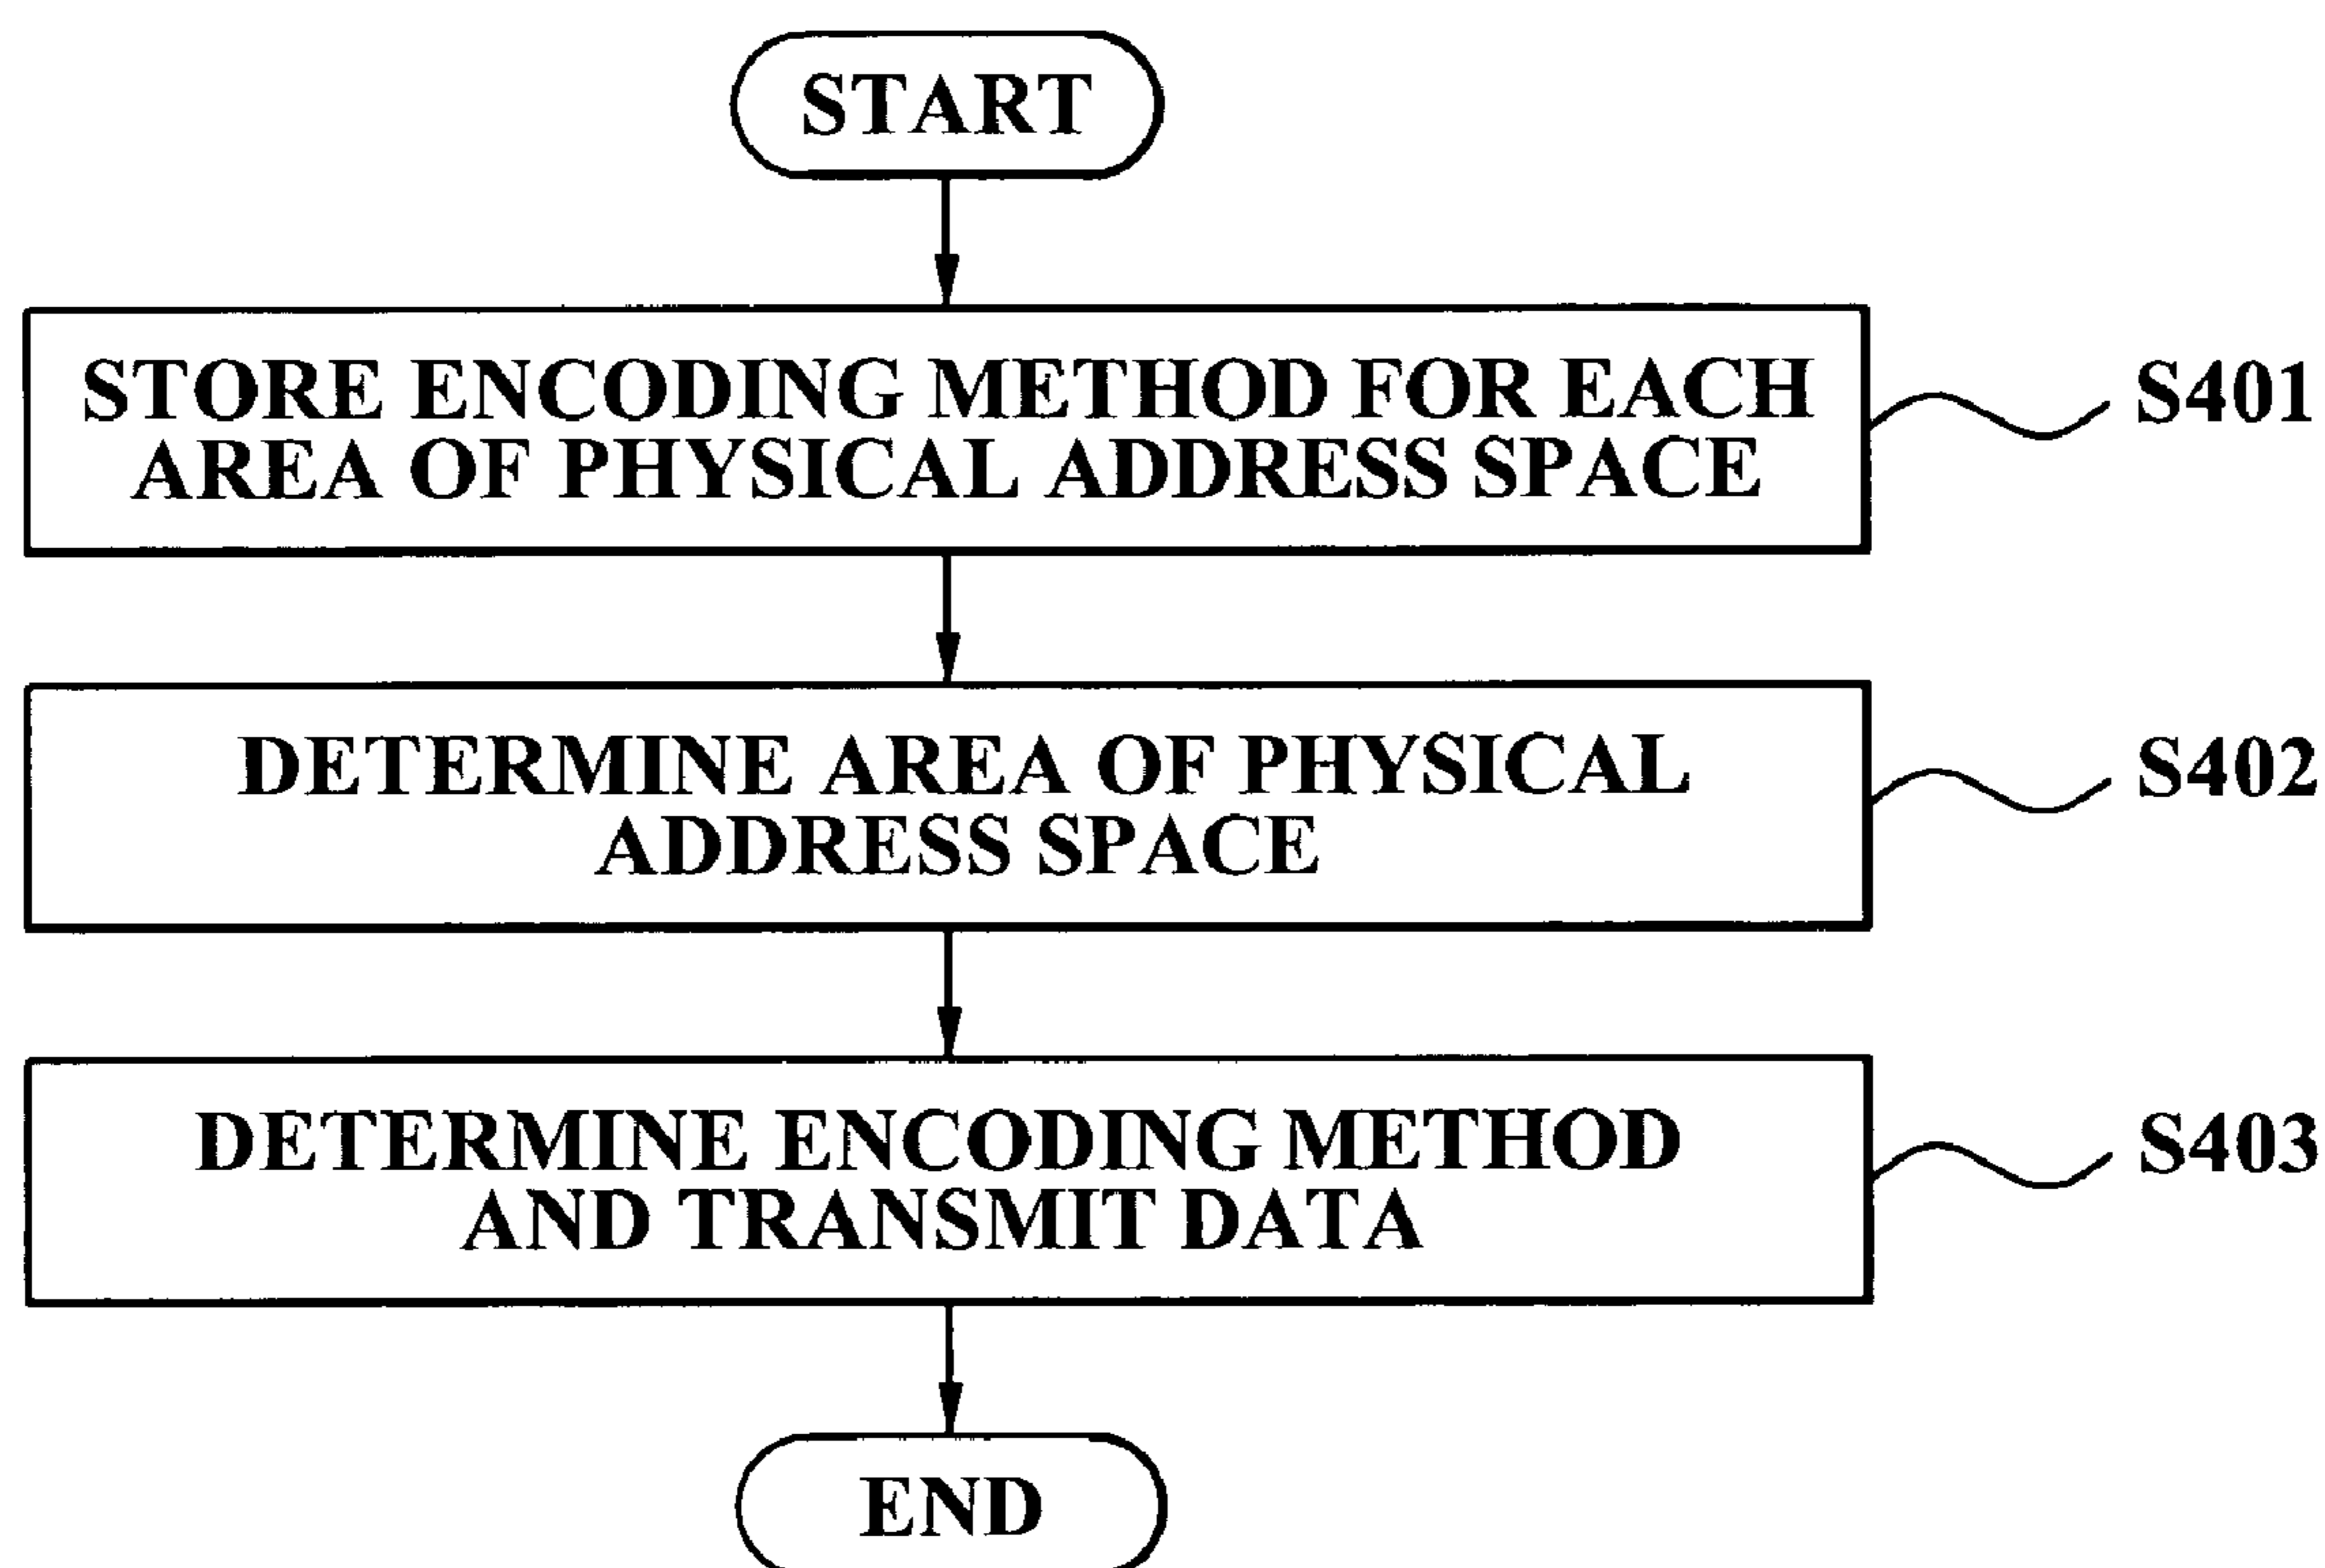 START
STORE ENCODING METHOD FOR EACH
AREA OF PHYSICAL ADDRESS SPACE
S401
DETERMINE AREA OF PHYSICAL
ADDRESS SPACE
S402
DETERMINE ENCODING METHOD
AND TRANSMIT DATA
S403
END